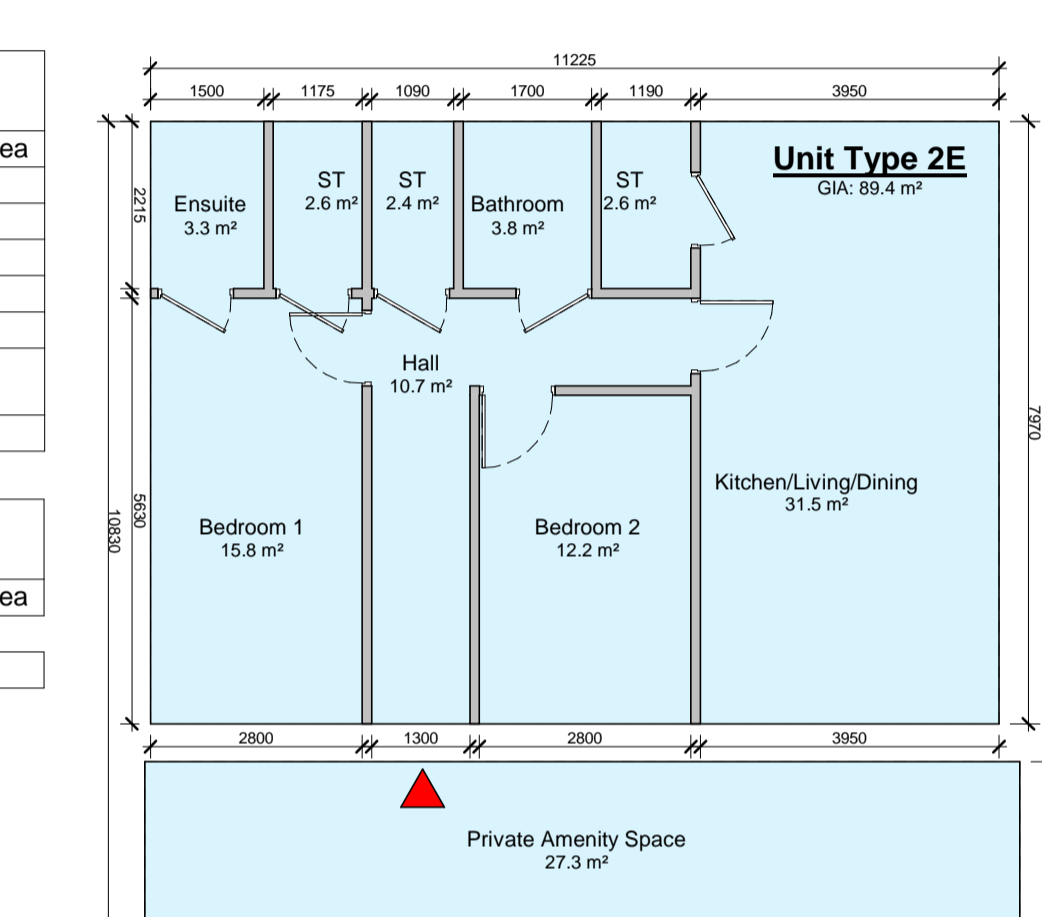 11225
1500
1175
1090
1700
1190
3950
ea
Unit Type 2E
GIA: 89.4 m²
ST
2.6 m²
ST
2.4 m²
ST
2.6 m²
Ensuite
3.3 m²
Bathroom
3.8 m²
2215
Hall
10.7 m²
7970
Kitchen/Living/Dining
31.5 m²
5630
10830
Bedroom 1
15.8 m²
Bedroom 2
12.2 m²
ea
2800
1300
2800
3950
Private Amenity Space
27.3 m²